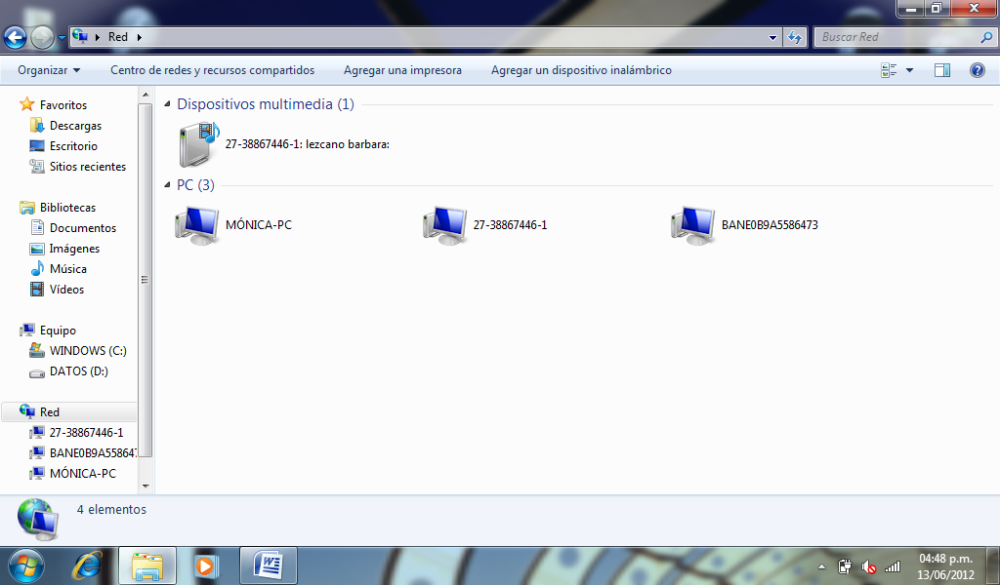 Red
Buscar Red
Organizar
Centro de redes y recursos compartidos
Agregar una impresora
Agregar un dispositivo inalámbrico
Favoritos
Descargas
Escritorio
Sitios recientes
Bibliotecas
Documentos
Imágenes
Música
Vídeos
Equipo
WINDOWS (C:)
DATOS (D:)
Red
27-38867446-1
BANE0B9A55864
MÓNICA-PC
Dispositivos multimedia (1)
27-38867446-1: lezcano barbara:
PC (3)
MÓNICA-PC
27-38867446-1
BANE0B9A5586473
4 elementos
04:48 p.m.
13/06/2012